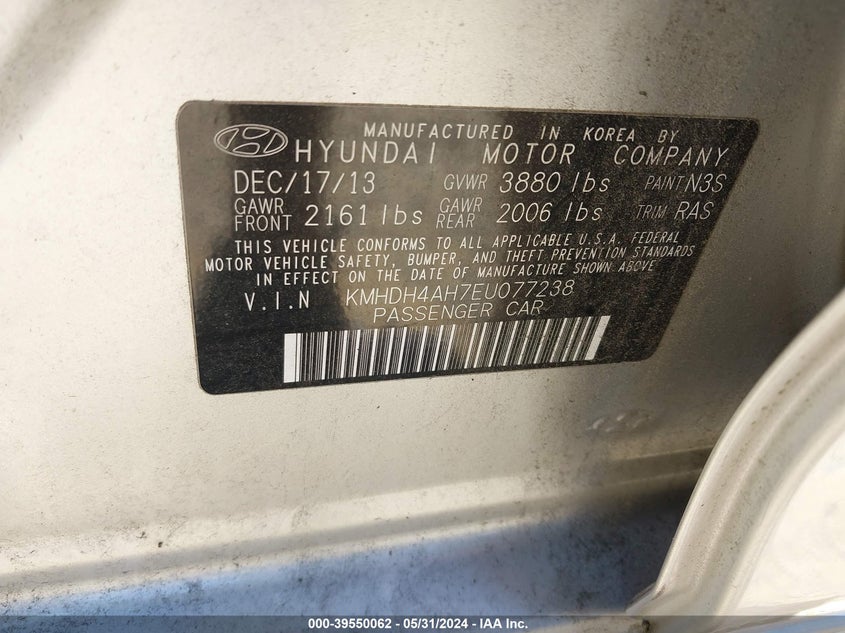 MANUFACTURED IN KOREA BY
HYUNDAI MOTOR COMPANY
DEC/17/13 GVWR 3880 lbs PAINT N3S
GAWR FRONT 2161 lbs GAWR REAR 2006 lbs TRIM RAS
THIS VEHICLE CONFORMS TO ALL APPLICABLE U.S.A. FEDERAL
MOTOR VEHICLE SAFETY, BUMPER, AND THEFT PREVENTION STANDARDS
IN EFFECT ON THE DATE OF MANUFACTURE SHOWN ABOVE
V.I.N KMHDH4AH7EU077238
PASSENGER CAR
000-39550062 - 05/31/2024 - IAA Inc.